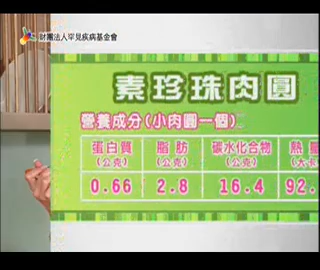 財團法人罕見疾病基金會
素珍珠肉圓
營養成分(小肉圓一個)
蛋白質 脂肪 碳水化合物 熱
(公克) (公克) (公克) (大卡
0.66 2.8 16.4 92.